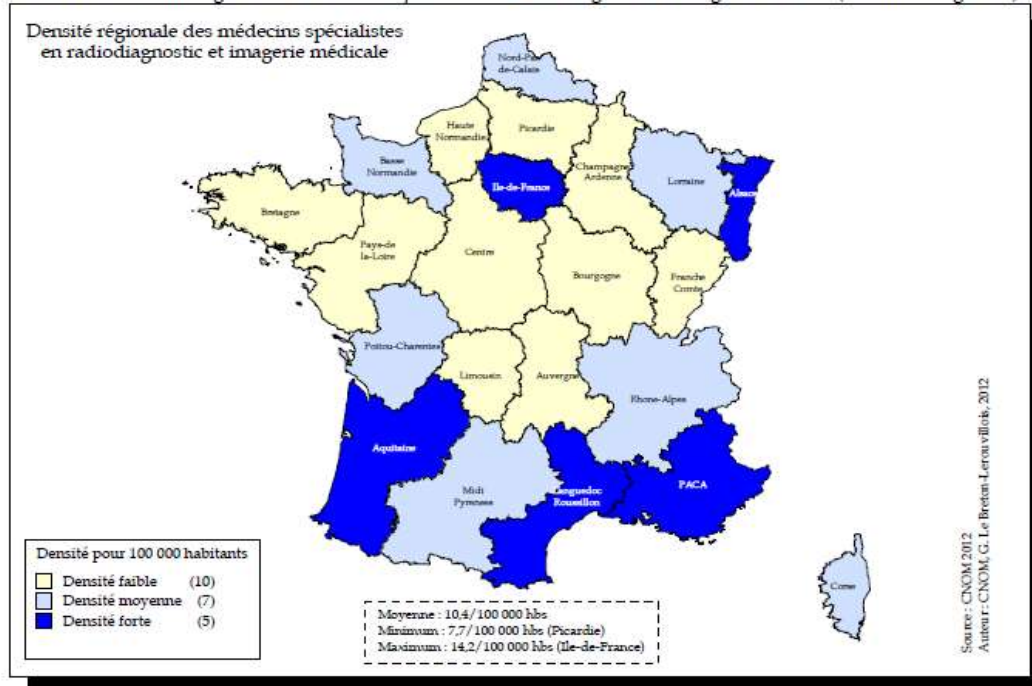 Densité régionale des médecins spécialistes
en radiodiagnostic et imagerie médicale
Nord-Pas
de-Calais
Haute
Normandie
Picardie
Basse
Normandie
Ile-de-France
Champagne
Ardenne
Lorraine
Alsace
Bretagne
Pays-de
la-Loire
Centre
Bourgogne
Franche
Comte
Poitou-Charentes
Limousin
Auvergne
Rhone-Alpes
Aquitaine
Midi
Pyrenees
Languedoc
Roussillon
PACA
Corse
Densité pour 100 000 habitants
Densité faible (10)
Densité moyenne (7)
Densité forte (5)
Moyenne : 10,4/100 000 hbs
Minimum : 7,7/100 000 hbs (Picardie)
Maximum : 14,2/100 000 hbs (Ile-de-France)
Source : CNOM 2012
Auteur : CNOM, G. Le Breton-Lerouvillois, 2012